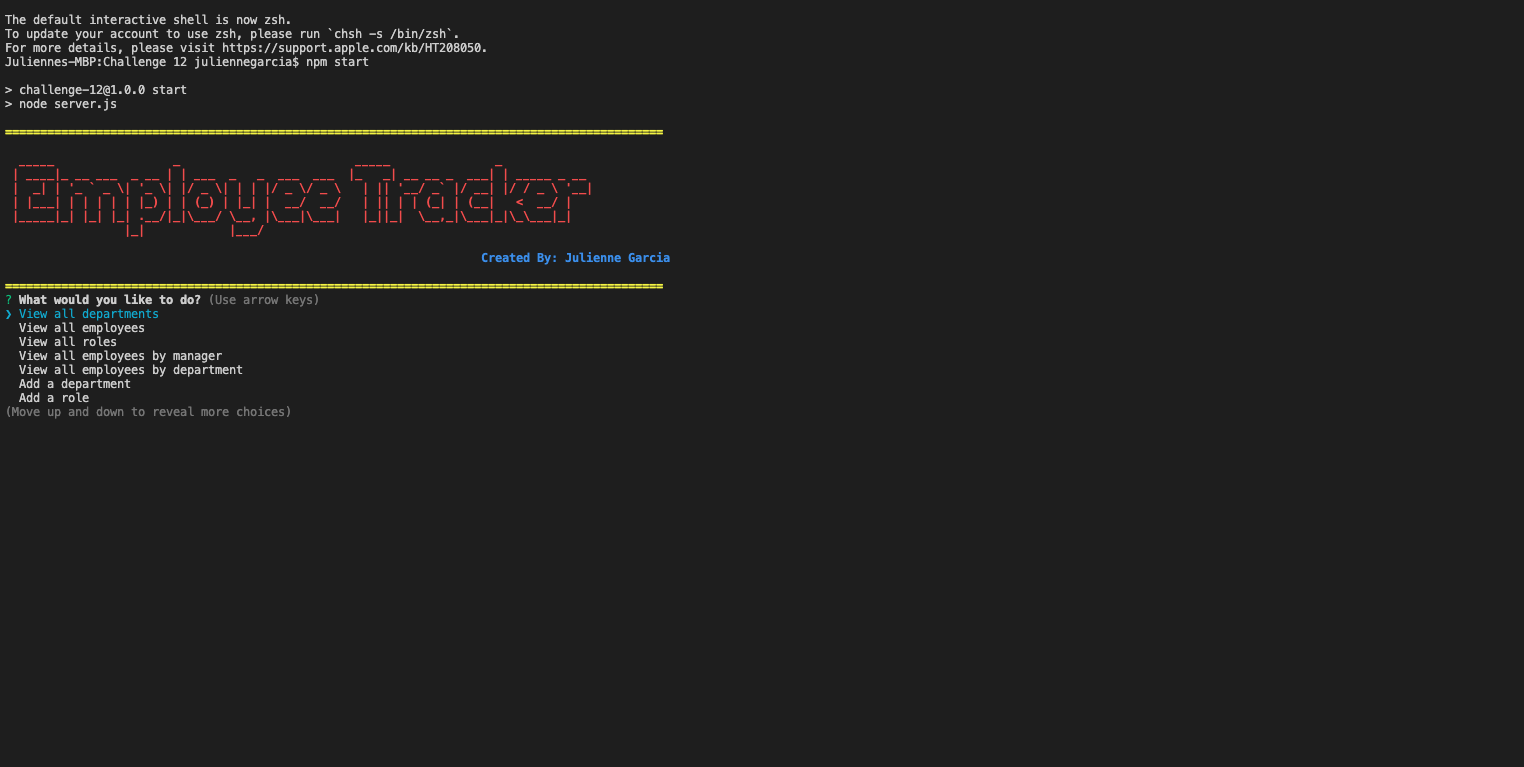 The default interactive shell is now zsh.
To update your account to use zsh, please run `chsh -s /bin/zsh`.
For more details, please visit https://support.apple.com/kb/HT208050.
Juliennes-MBP:Challenge 12 juliennegarcia$ npm start
> challenge-12@1.0.0 start
> node server.js
Employee Tracker
Created By: Julienne Garcia
? What would you like to do? (Use arrow keys)
❯ View all departments
View all employees
View all roles
View all employees by manager
View all employees by department
Add a department
Add a role
(Move up and down to reveal more choices)